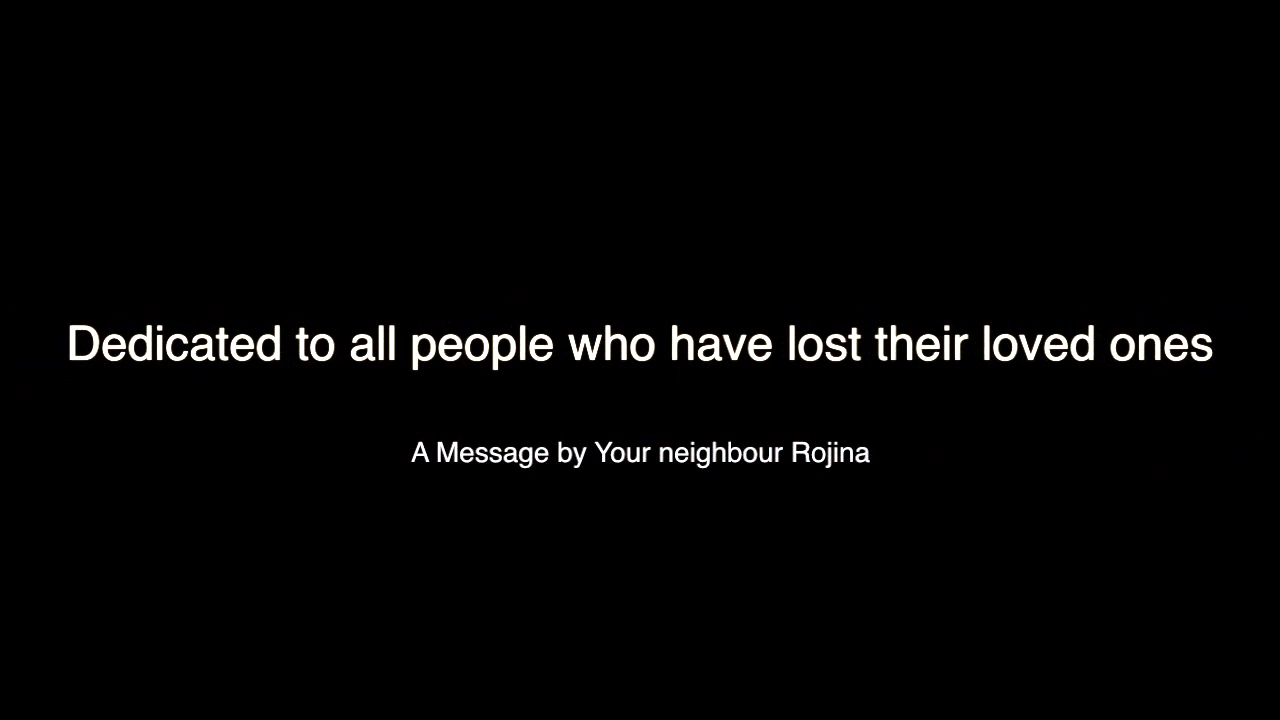 Dedicated to all people who have lost their loved ones
A Message by Your neighbour Rojina